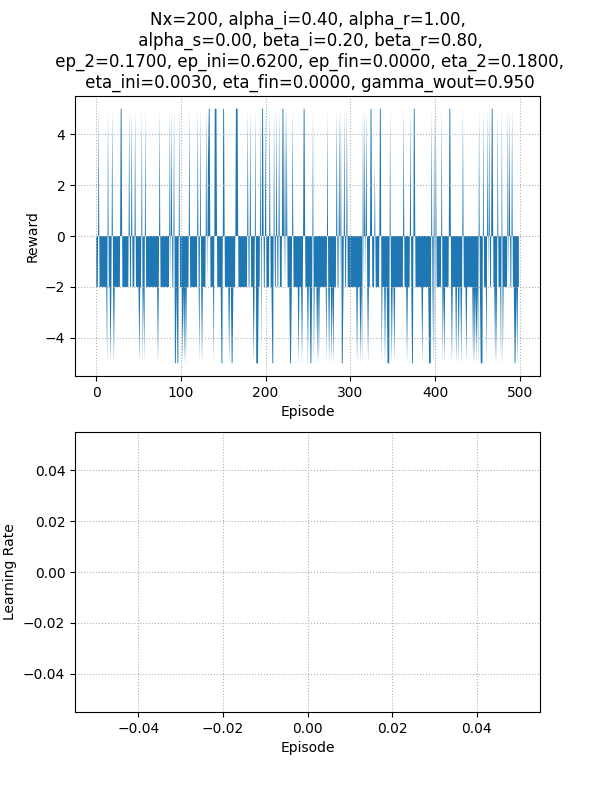 Nx=200, alpha_i=0.40, alpha_r=1.00,
alpha_s=0.00, beta_i=0.20, beta_r=0.80,
ep_2=0.1700, ep_ini=0.6200, ep_fin=0.0000, eta_2=0.1800,
eta_ini=0.0030, eta_fin=0.0000, gamma_wout=0.950
4
2
0
−2
−4
Reward
0 100 200 300 400 500
Episode
0.04
0.02
0.00
−0.02
−0.04
Learning Rate
−0.04 −0.02 0.00 0.02 0.04
Episode